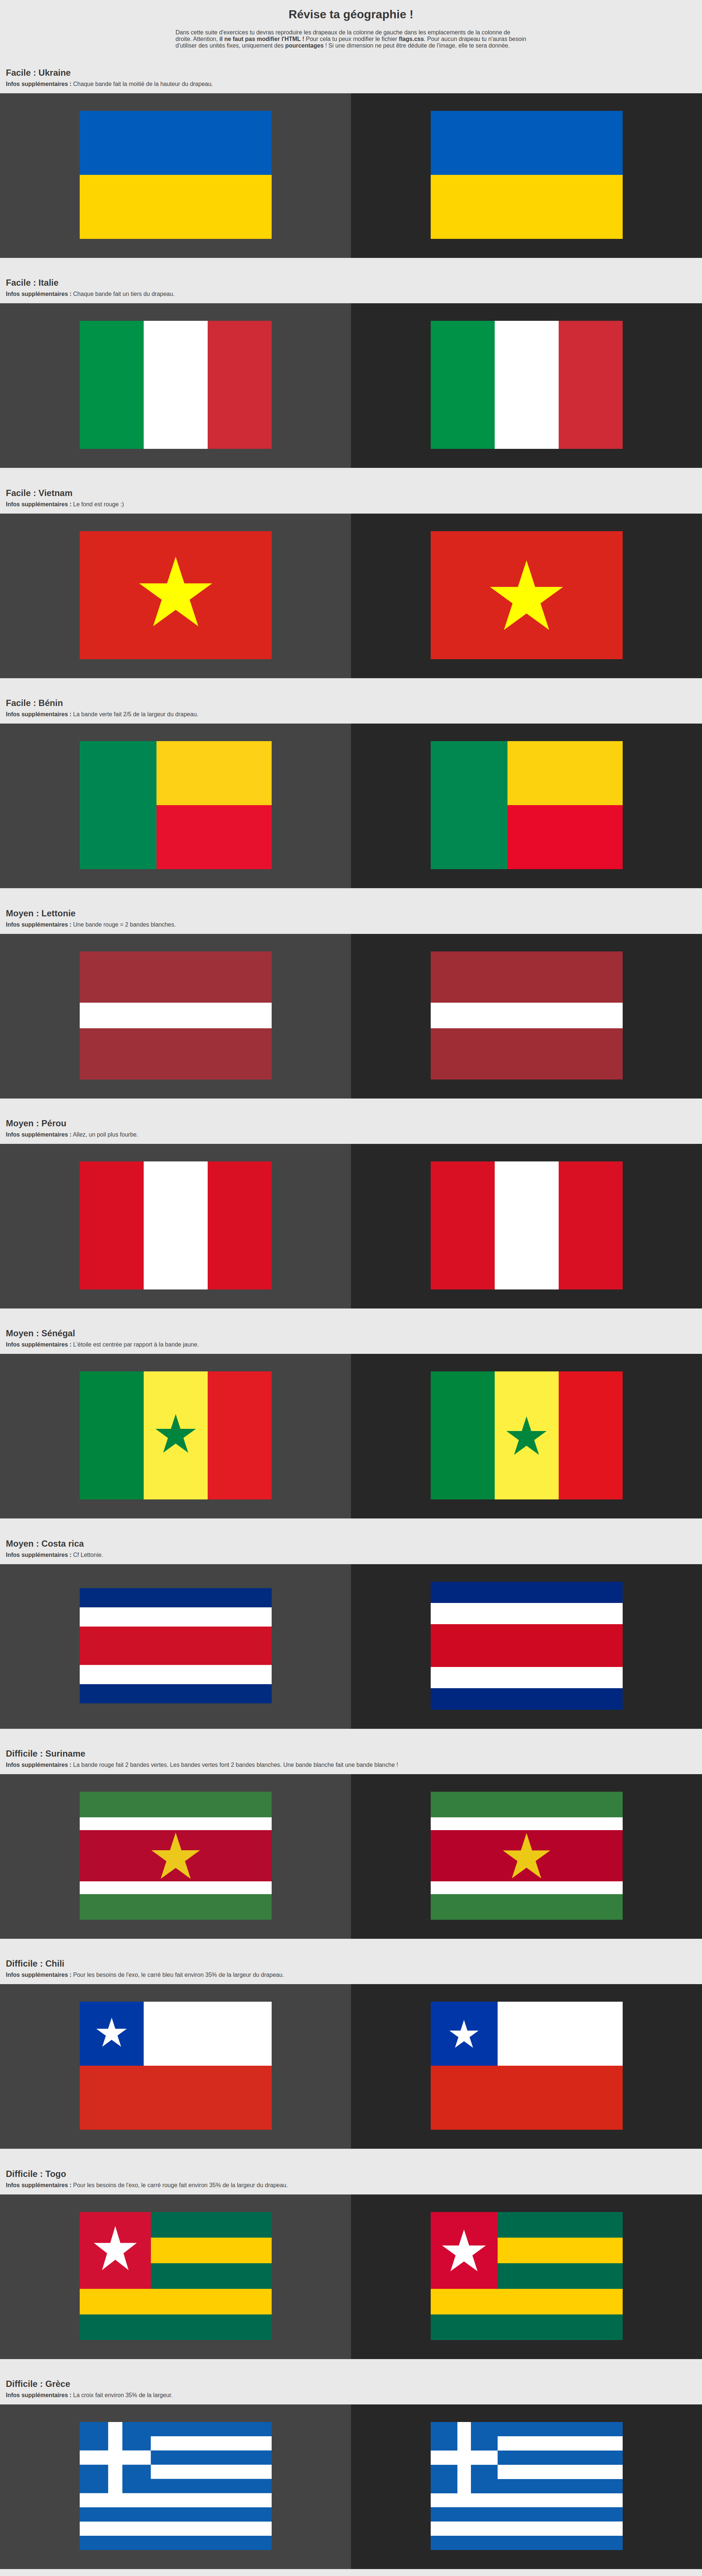 Révise ta géographie !
Dans cette suite d'exercices tu devras reproduire les drapeaux de la colonne de gauche dans les emplacements de la colonne de
droite. Attention, il ne faut pas modifier l'HTML ! Pour cela tu peux modifier le fichier flags.css. Pour aucun drapeau tu n'auras besoin
d'utiliser des unités fixes, uniquement des pourcentages ! Si une dimension ne peut être déduite de l'image, elle te sera donnée.
Facile : Ukraine
Infos supplémentaires : Chaque bande fait la moitié de la hauteur du drapeau.
Facile : Italie
Infos supplémentaires : Chaque bande fait un tiers du drapeau.
Facile : Vietnam
Infos supplémentaires : Le fond est rouge :)
Facile : Bénin
Infos supplémentaires : La bande verte fait 2/5 de la largeur du drapeau.
Moyen : Lettonie
Infos supplémentaires : Une bande rouge = 2 bandes blanches.
Moyen : Pérou
Infos supplémentaires : Allez, un poil plus fourbe.
Moyen : Sénégal
Infos supplémentaires : L'étoile est centrée par rapport à la bande jaune.
Moyen : Costa rica
Infos supplémentaires : Cf Lettonie.
Difficile : Suriname
Infos supplémentaires : La bande rouge fait 2 bandes vertes. Les bandes vertes font 2 bandes blanches. Une bande blanche fait une bande blanche !
Difficile : Chili
Infos supplémentaires : Pour les besoins de l'exo, le carré bleu fait environ 35% de la largeur du drapeau.
Difficile : Togo
Infos supplémentaires : Pour les besoins de l'exo, le carré rouge fait environ 35% de la largeur du drapeau.
Difficile : Grèce
Infos supplémentaires : La croix fait environ 35% de la largeur.